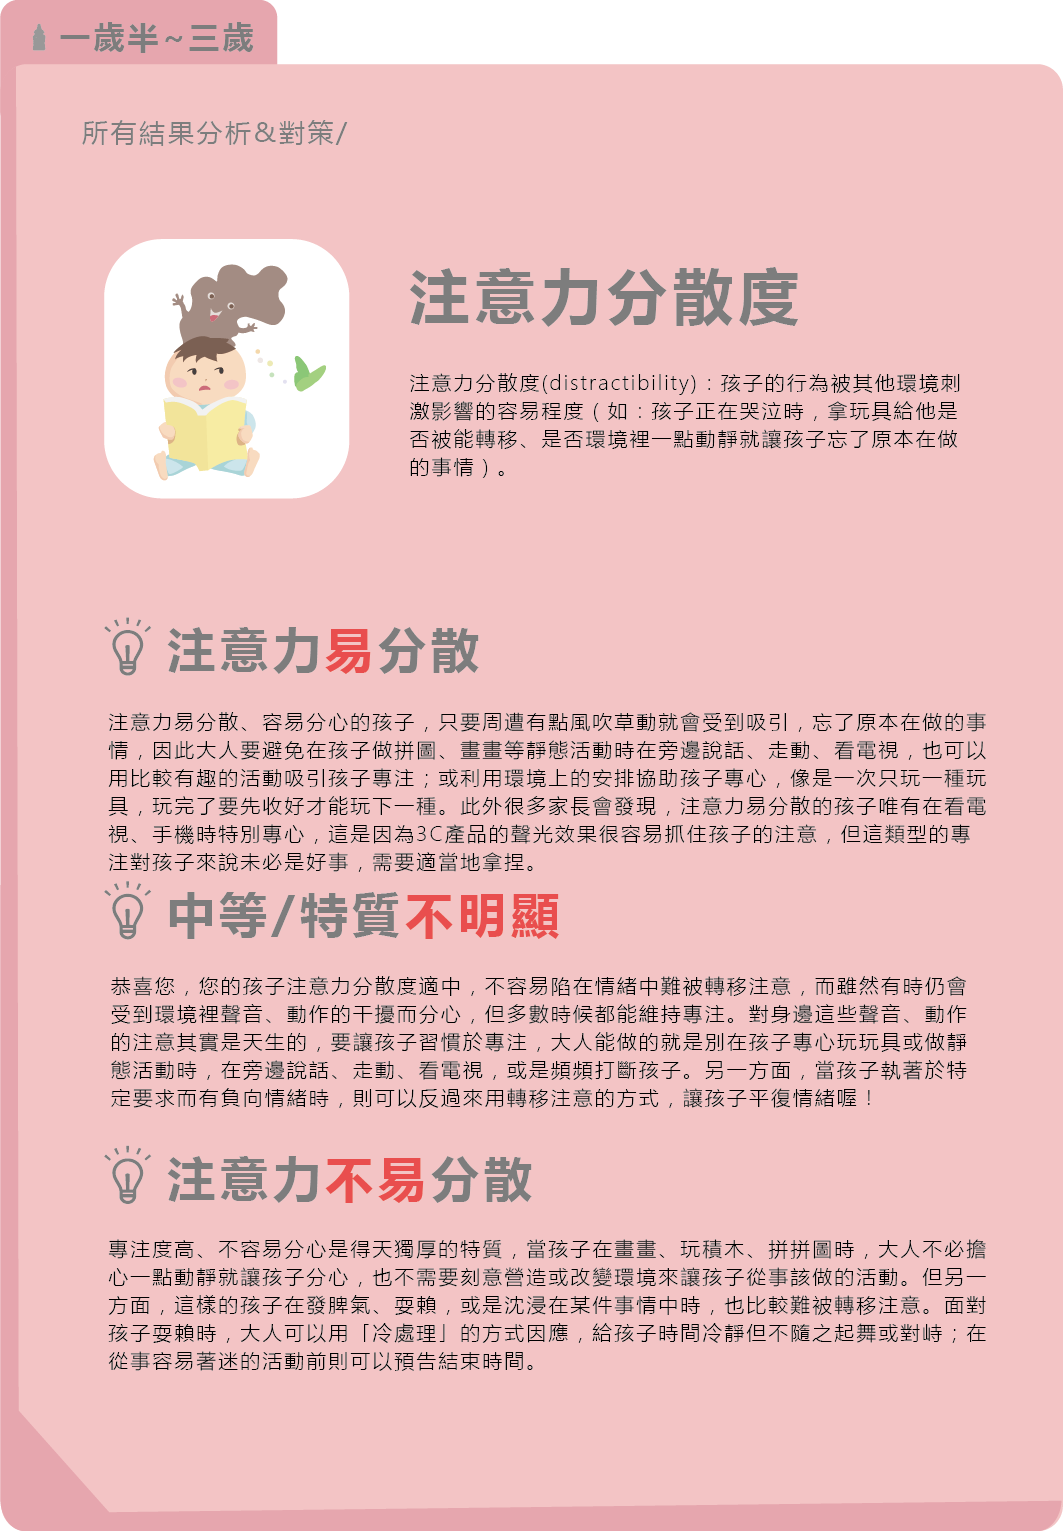 一歲半~三歲
所有結果分析&對策/
注意力分散度
注意力分散度(distractibility)：孩子的行為被其他環境刺
激影響的容易程度（如：孩子正在哭泣時，拿玩具給他是
否被能轉移、是否環境裡一點動靜就讓孩子忘了原本在做
的事情）。
注意力易分散
注意力易分散、容易分心的孩子，只要周遭有點風吹草動就會受到吸引，忘了原本在做的事
情，因此大人要避免在孩子做拼圖、畫畫等靜態活動時在旁邊說話、走動、看電視，也可以
用比較有趣的活動吸引孩子專注；或利用環境上的安排協助孩子專心，像是一次只玩一種玩
具，玩完了要先收好才能玩下一種。此外很多家長會發現，注意力易分散的孩子唯有在看電
視、手機時特別專心，這是因為3C產品的聲光效果很容易抓住孩子的注意，但這類型的專
注對孩子來說未必是好事，需要適當地拿捏。
中等/特質不明顯
恭喜您，您的孩子注意力分散度適中，不容易陷在情緒中難被轉移注意，而雖然有時仍會
受到環境裡聲音、動作的干擾而分心，但多數時候都能維持專注。對身邊這些聲音、動作
的注意其實是天生的，要讓孩子習慣於專注，大人能做的就是別在孩子專心玩玩具或做靜
態活動時，在旁邊說話、走動、看電視，或是頻頻打斷孩子。另一方面，當孩子執著於特
定要求而有負向情緒時，則可以反過來用轉移注意的方式，讓孩子平復情緒喔！
注意力不易分散
專注度高、不容易分心是得天獨厚的特質，當孩子在畫畫、玩積木、拼拼圖時，大人不必擔
心一點動靜就讓孩子分心，也不需要刻意營造或改變環境來讓孩子從事該做的活動。但另一
方面，這樣的孩子在發脾氣、耍賴，或是沈浸在某件事情中時，也比較難被轉移注意。面對
孩子耍賴時，大人可以用「冷處理」的方式因應，給孩子時間冷靜但不隨之起舞或對峙；在
從事容易著迷的活動前則可以預告結束時間。